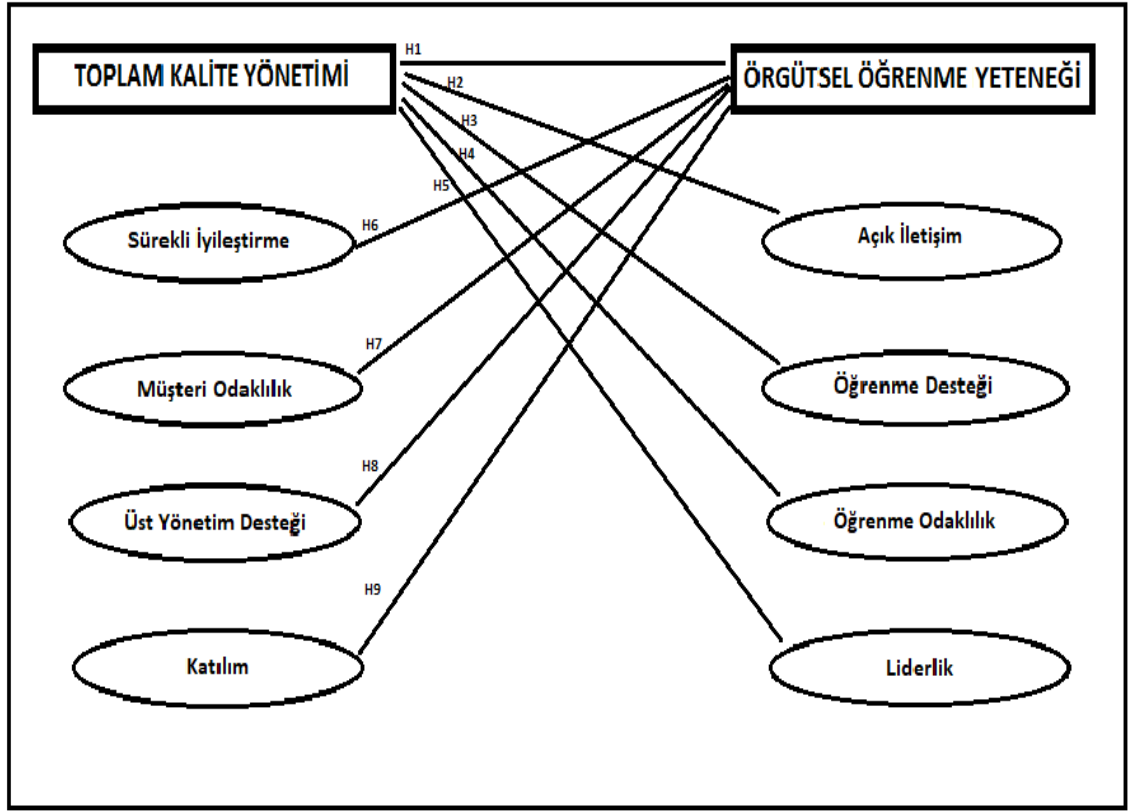 H1
TOPLAM KALİTE YÖNETİMİ
ÖRGÜTSEL ÖĞRENME YETENEĞİ
H2
H3
H4
H5
H6
Sürekli İyileştirme
Açık İletişim
H7
Müşteri Odaklılık
Öğrenme Desteği
H8
Üst Yönetim Desteği
Öğrenme Odaklılık
H9
Katılım
Liderlik